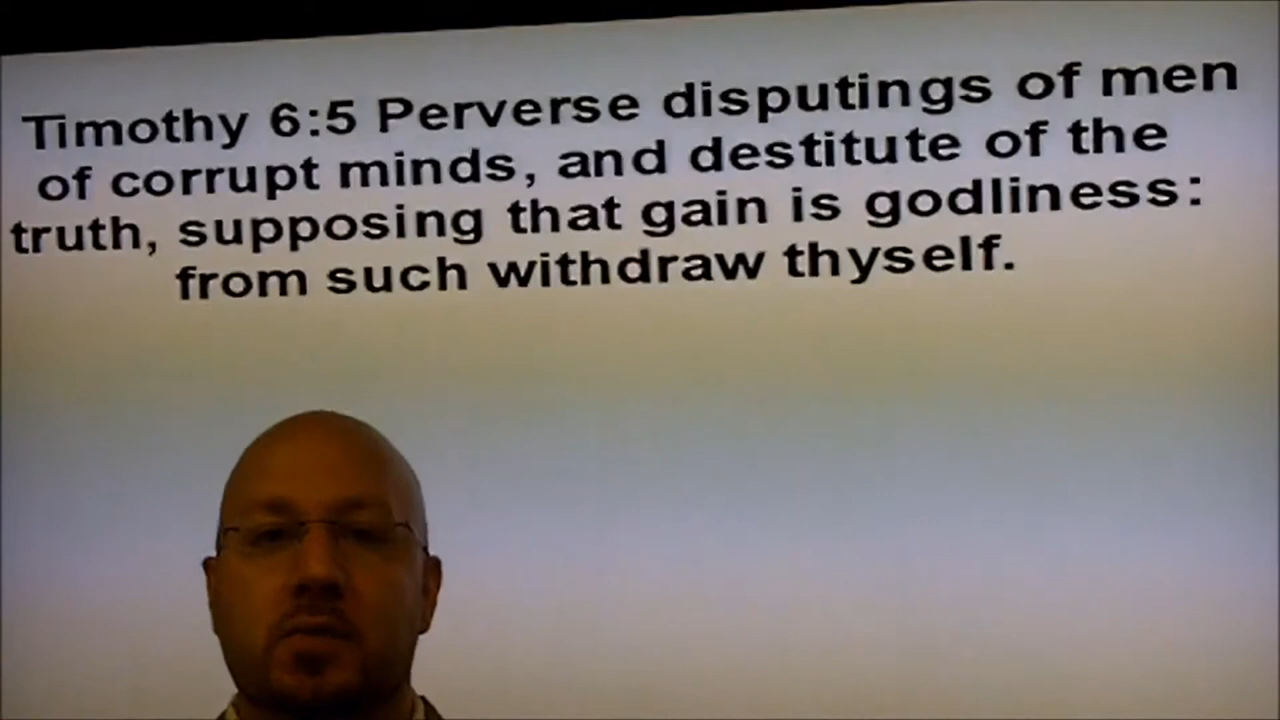 Timothy 6:5 Perverse disputings of men
of corrupt minds, and destitute of the
truth, supposing that gain is godliness:
from such withdraw thyself.